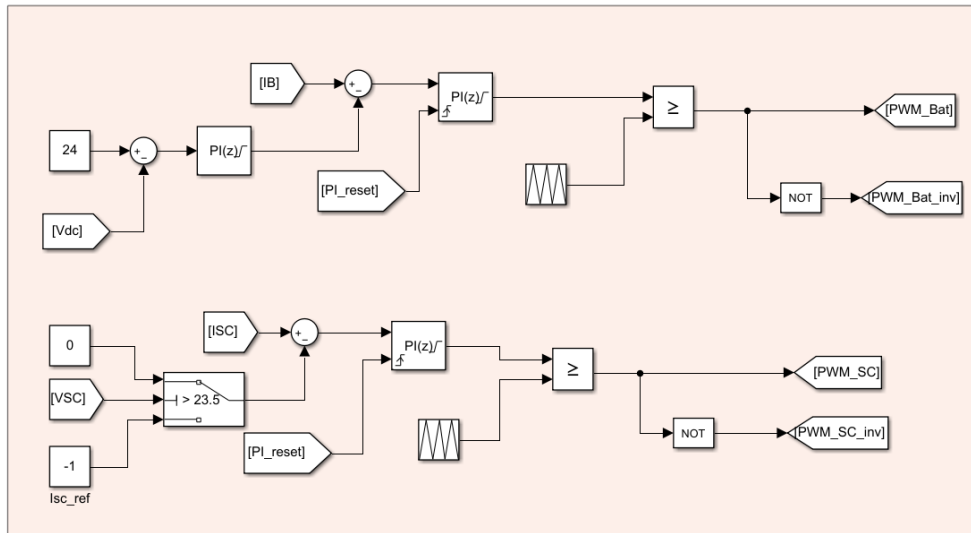 [IB]
PI(z)
≥
[PWM_Bat]
24
+
−
PI(z)
+
−
[PI_reset]
NOT
[PWM_Bat_inv]
[Vdc]
[ISC]
+
−
PI(z)
≥
[PWM_SC]
0
[VSC]
> 23.5
[PI_reset]
NOT
[PWM_SC_inv]
-1
Isc_ref